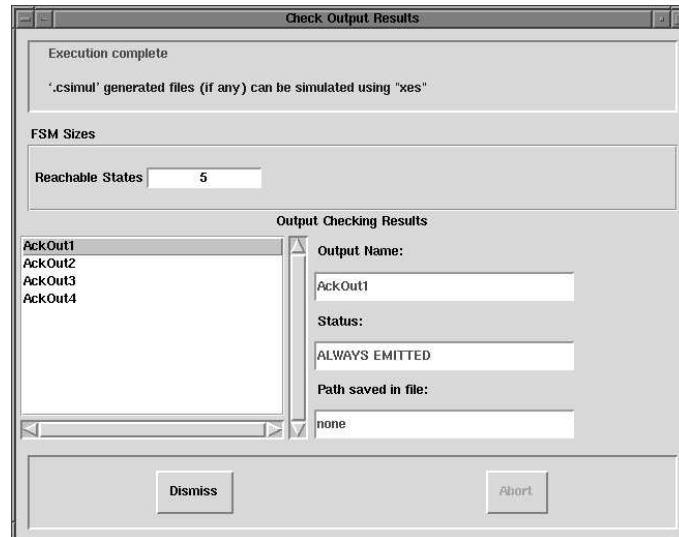 Check Output Results
Execution complete
'.csimul' generated files (if any) can be simulated using "xes"
FSM Sizes
Reachable States 5
Output Checking Results
AckOut1
AckOut2
AckOut3
AckOut4
Output Name:
AckOut1
Status:
ALWAYS EMITTED
Path saved in file:
none
Dismiss
Abort